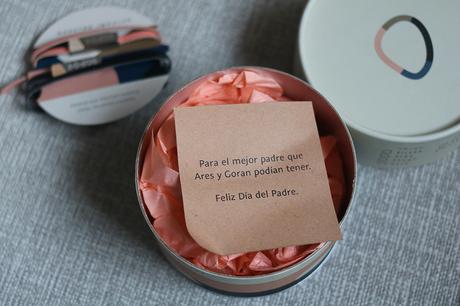 Para el mejor padre que
Ares y Goran podían tener.
Feliz Día del Padre.